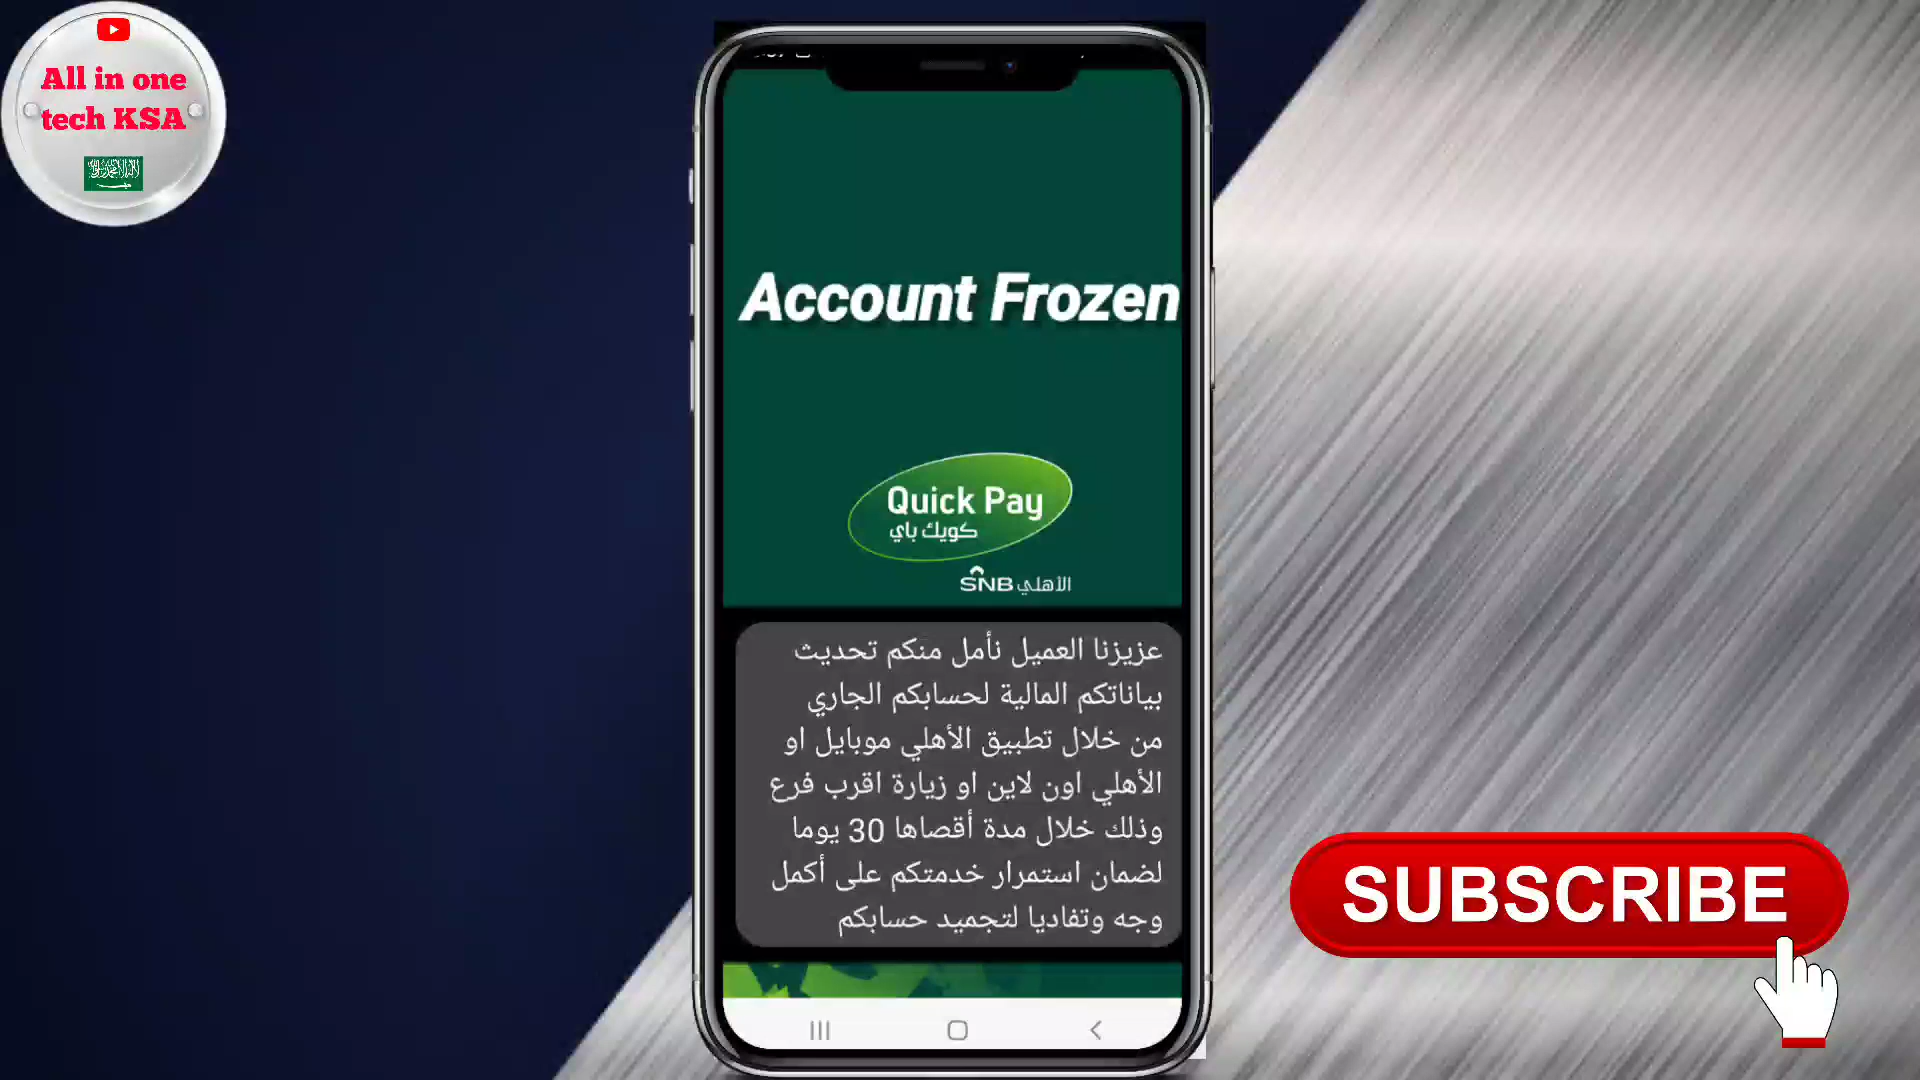 All in one
tech KSA
Account Frozen
Quick Pay
كويك باي
SNB الأهلي
عزيزنا العميل نأمل منكم تحديث
بياناتكم المالية لحسابكم الجاري
من خلال تطبيق الأهلي موبايل او
الأهلي اون لاين او زيارة اقرب فرع
وذلك خلال مدة أقصاها 30 يوما
لضمان استمرار خدمتكم على أكمل
وجه وتفاديا لتجميد حسابكم
SUBSCRIBE